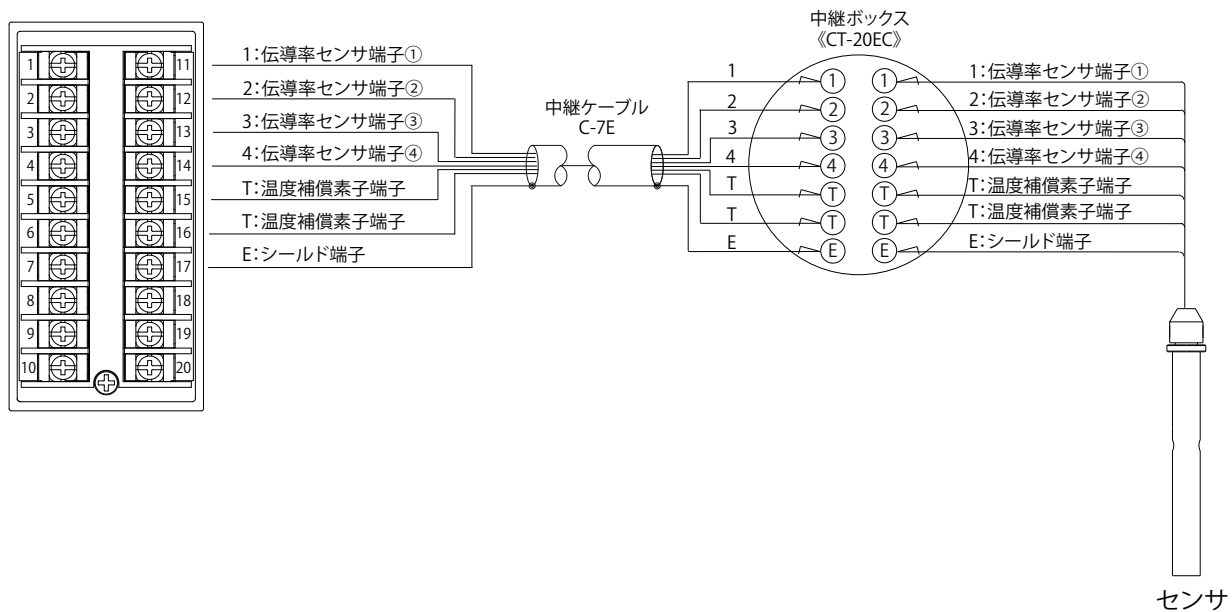 中継ボックス
《CT-20EC》
1 11
2 12
3 13
4 14
5 15
6 16
7 17
8 18
9 19
10 20
1:伝導率センサ端子①
2:伝導率センサ端子②
3:伝導率センサ端子③
4:伝導率センサ端子④
T:温度補償素子端子
T:温度補償素子端子
E:シールド端子
中継ケーブル
C-7E
1 ① ① 1:伝導率センサ端子①
2 ② ② 2:伝導率センサ端子②
3 ③ ③ 3:伝導率センサ端子③
4 ④ ④ 4:伝導率センサ端子④
T Ⓣ Ⓣ T:温度補償素子端子
T Ⓣ Ⓣ T:温度補償素子端子
E Ⓔ Ⓔ E:シールド端子
センサ